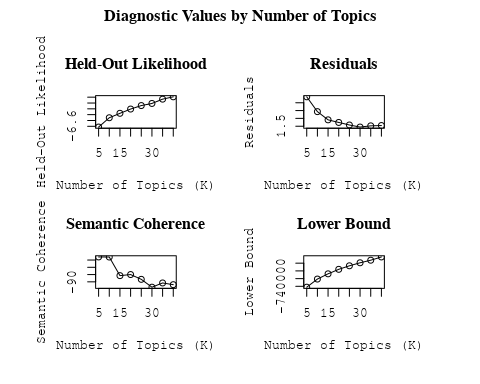 Diagnostic Values by Number of Topics
Held-Out Likelihood
Held-Out Likelihood
-6.6
5 15 30
Number of Topics (K)
Residuals
Residuals
1.5
5 15 30
Number of Topics (K)
Semantic Coherence
Semantic Coherence
-90
5 15 30
Number of Topics (K)
Lower Bound
Lower Bound
-740000
5 15 30
Number of Topics (K)